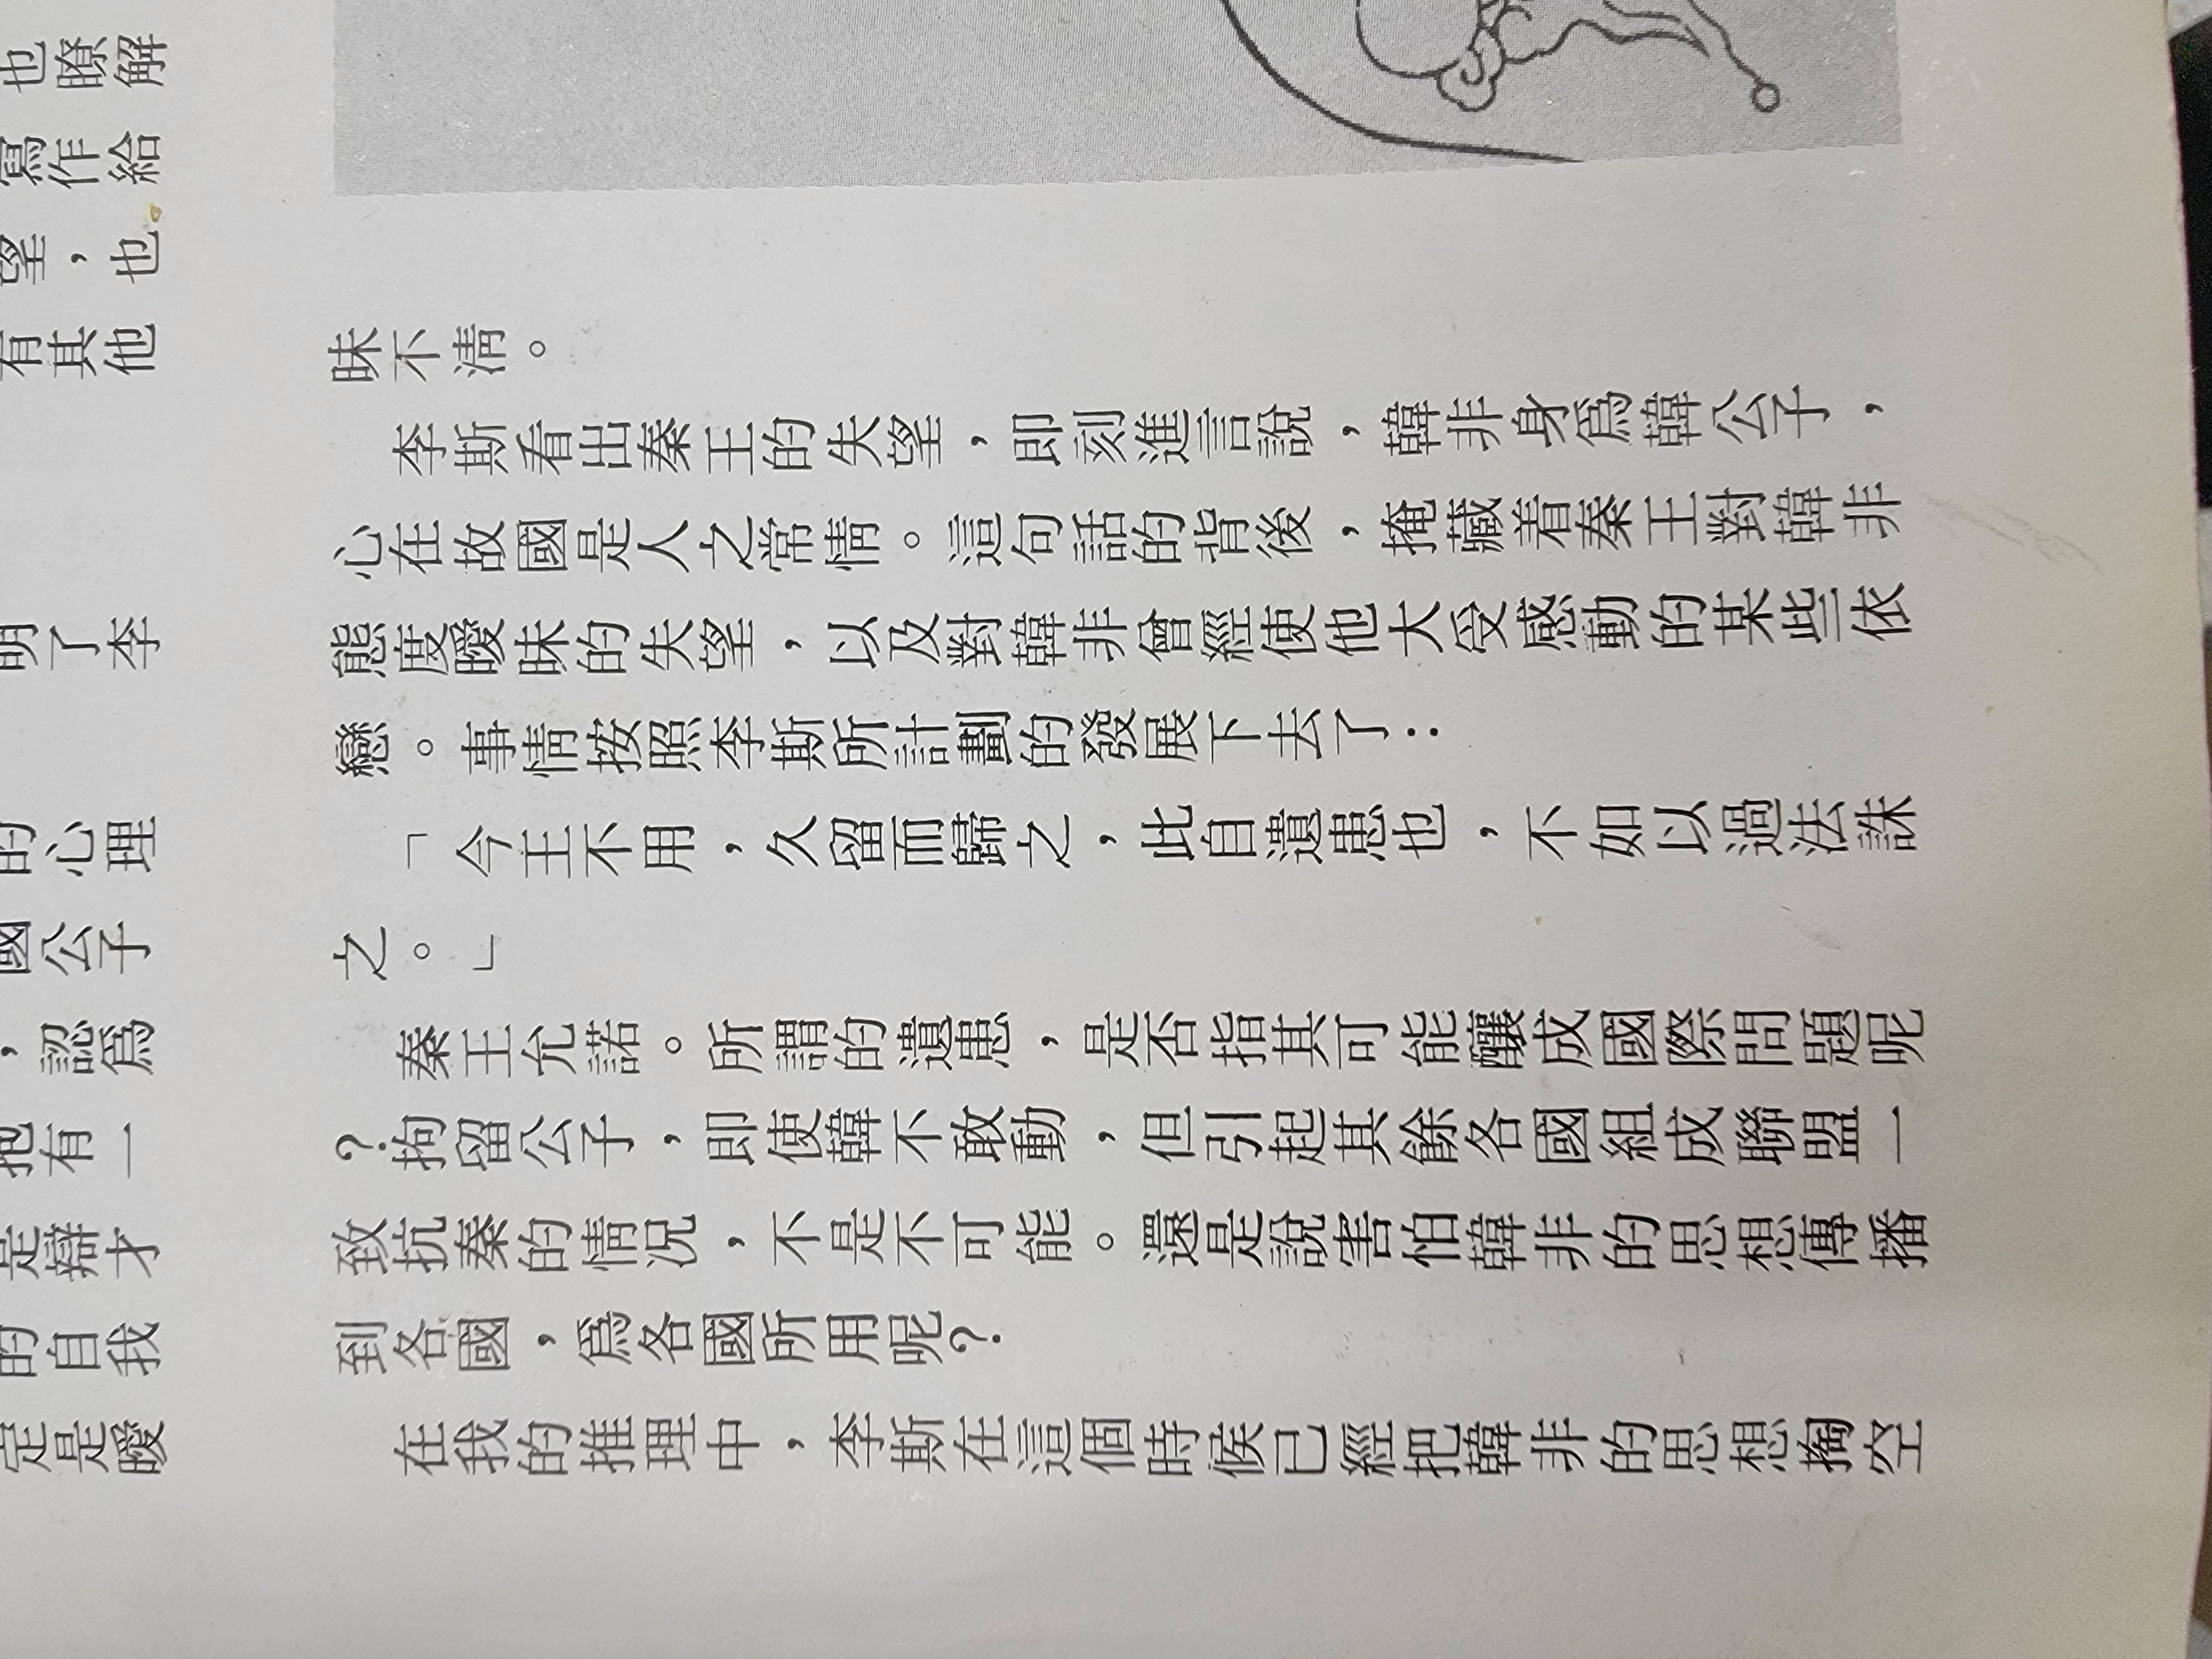 也瞭解
寫作給
望，也
有其他
明了李
的心理
國公子
，認爲
抱有一
是辯才
的自我
定是曖
昧不淸。
李斯看出秦王的失望，即刻進言說，韓非身爲韓公子，
心在故國是人之常情。這句話的背後，掩藏着秦王對韓非
態度曖昧的失望，以及對韓非曾經使他大受感動的某些依
戀。事情按照李斯所計劃的發展下去了：
「今王不用，久留而歸之，此自遺患也，不如以過法誅
之。」
秦王允諾。所謂的遺患，是否指其可能釀成國際問題呢
？拘留公子，即使韓不敢動，但引起其餘各國組成聯盟一
致抗秦的情況，不是不可能。還是說害怕韓非的思想傳播
到各國，爲各國所用呢？
在我的推理中，李斯在這個時候已經把韓非的思想掏空